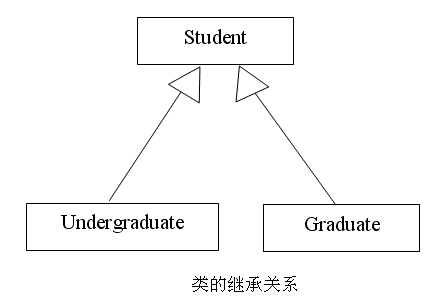 Student
Undergraduate
Graduate
类的继承关系